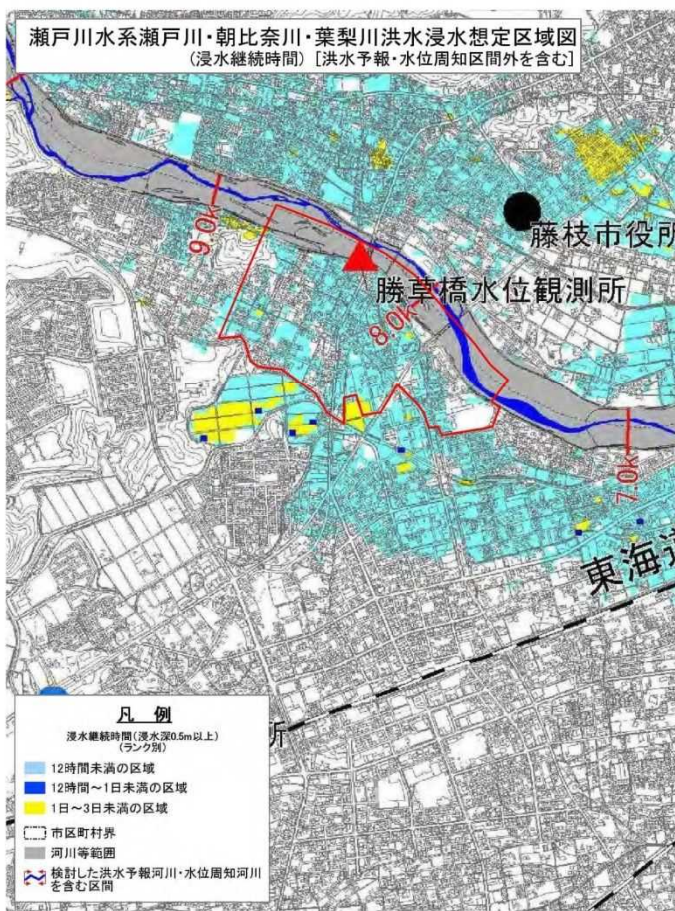 瀬戸川水系瀬戸川・朝比奈川・葉梨川洪水浸水想定区域図
(浸水継続時間) [洪水予報・水位周知区間外を含む]
9.0k
藤枝市役所
勝草橋水位観測所
8.0k
7.0k
東海道
所
凡 例
浸水継続時間(浸水深0.5m以上)
(ランク別)
12時間未満の区域
12時間～1日未満の区域
1日～3日未満の区域
市区町村界
河川等範囲
検討した洪水予報河川・水位周知河川
を含む区間